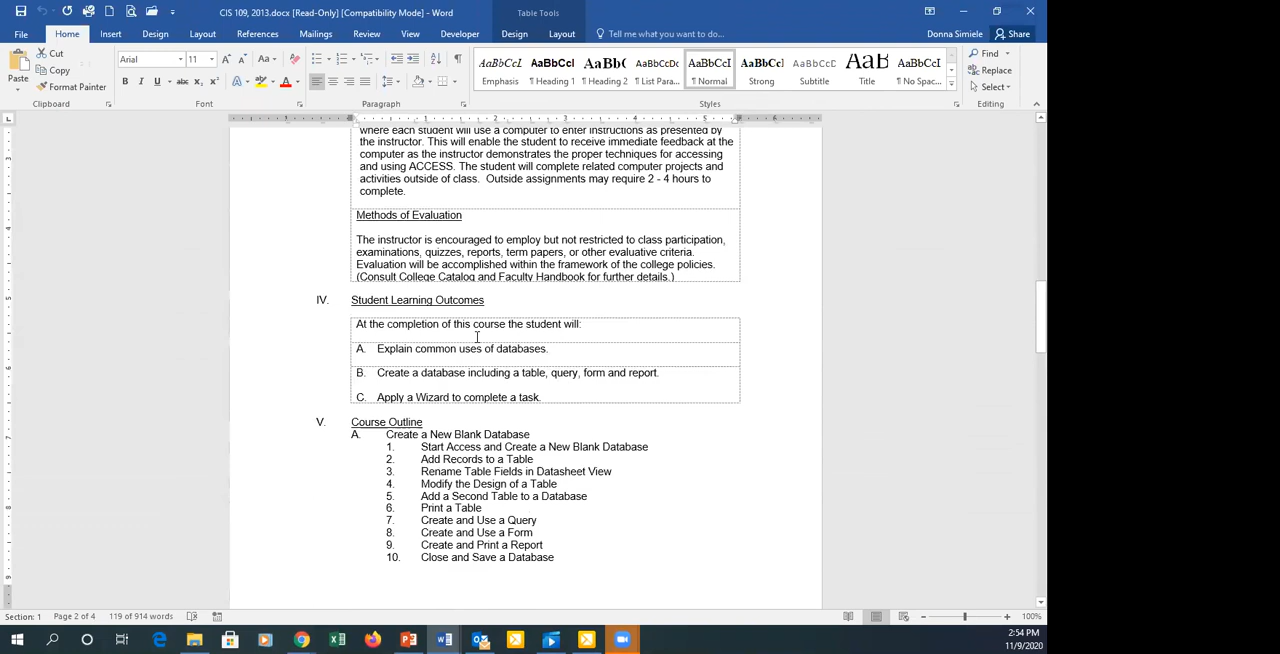 CIS 109, 2013.docx [Read-Only] [Compatibility Mode] - Word
Table Tools
File Home Insert Design Layout References Mailings Review View Developer Design Layout Tell me what you want to do... Donna Simiele Share
Paste
Cut
Copy
Format Painter
Clipboard
Arial 11
Font
Paragraph
AaBbCcI AaBbCcI AaBb( AaBbCcDc AaBbCcI AaBbCcl AaBbCcD AaB AaBbCcI
Emphasis ¶ Heading 1 ¶ Heading 2 ¶ List Para... ¶ Normal Strong Subtitle Title ¶ No Spac...
Styles
Find
Replace
Select
Editing
where each student will use a computer to enter instructions as presented by
the instructor. This will enable the student to receive immediate feedback at the
computer as the instructor demonstrates the proper techniques for accessing
and using ACCESS. The student will complete related computer projects and
activities outside of class. Outside assignments may require 2 - 4 hours to
complete.
Methods of Evaluation
The instructor is encouraged to employ but not restricted to class participation,
examinations, quizzes, reports, term papers, or other evaluative criteria.
Evaluation will be accomplished within the framework of the college policies.
(Consult College Catalog and Faculty Handbook for further details.)
IV. Student Learning Outcomes
At the completion of this course the student will:
A. Explain common uses of databases.
B. Create a database including a table, query, form and report.
C. Apply a Wizard to complete a task.
V. Course Outline
A. Create a New Blank Database
1. Start Access and Create a New Blank Database
2. Add Records to a Table
3. Rename Table Fields in Datasheet View
4. Modify the Design of a Table
5. Add a Second Table to a Database
6. Print a Table
7. Create and Use a Query
8. Create and Use a Form
9. Create and Print a Report
10. Close and Save a Database
Section: 1 Page 2 of 4 119 of 914 words 100%
2:54 PM
11/9/2020